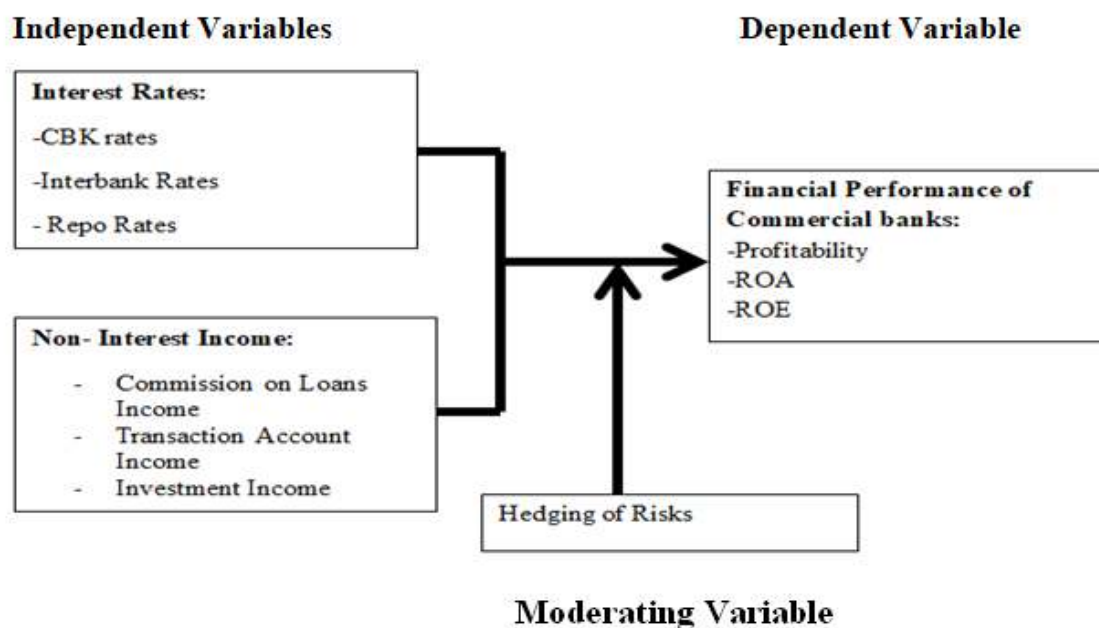 Independent Variables
Dependent Variable
Interest Rates:
-CBK rates
-Interbank Rates
- Repo Rates
Financial Performance of
Commercial banks:
-Profitability
-ROA
-ROE
Non- Interest Income:
- Commission on Loans
Income
- Transaction Account
Income
- Investment Income
Hedging of Risks
Moderating Variable